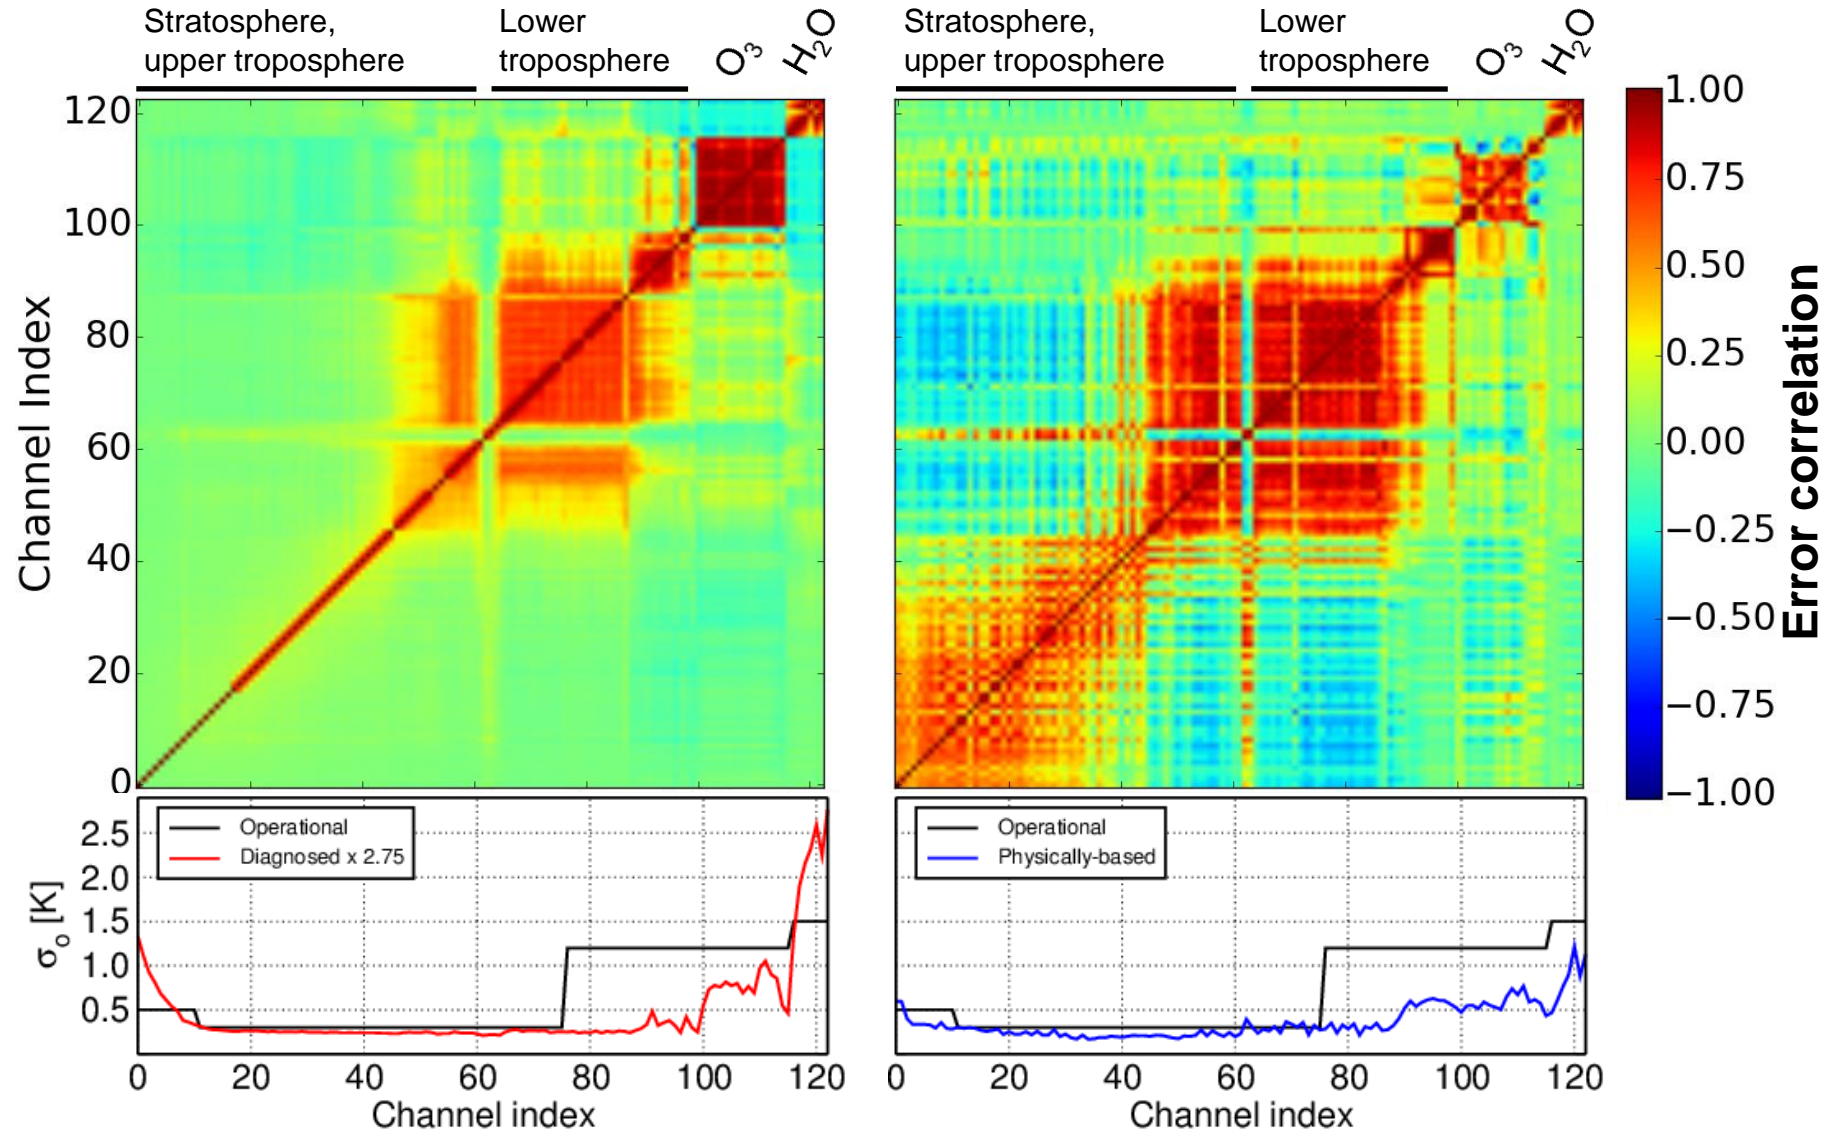 Stratosphere,
upper troposphere
Lower
troposphere
O3
H2O
Stratosphere,
upper troposphere
Lower
troposphere
O3
H2O
Channel Index
120
100
80
60
40
20
0
1.00
0.75
0.50
0.25
0.00
−0.25
−0.50
−0.75
−1.00
Error correlation
σo [K]
2.5
2.0
1.5
1.0
0.5
Operational
Diagnosed x 2.75
Operational
Physically-based
0 20 40 60 80 100 120
0 20 40 60 80 100 120
Channel index
Channel index